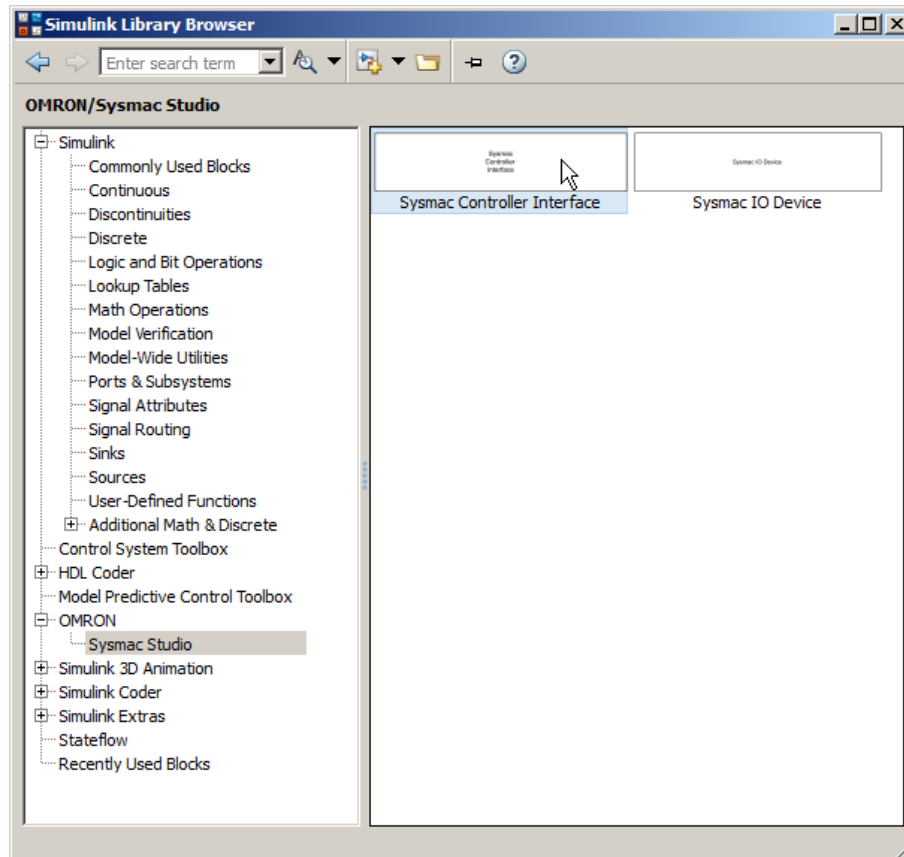 Simulink Library Browser
Enter search term
OMRON/Sysmac Studio
Simulink
Commonly Used Blocks
Continuous
Discontinuities
Discrete
Logic and Bit Operations
Lookup Tables
Math Operations
Model Verification
Model-Wide Utilities
Ports & Subsystems
Signal Attributes
Signal Routing
Sinks
Sources
User-Defined Functions
Additional Math & Discrete
Control System Toolbox
HDL Coder
Model Predictive Control Toolbox
OMRON
Sysmac Studio
Simulink 3D Animation
Simulink Coder
Simulink Extras
Stateflow
Recently Used Blocks
Sysmac
Controller
Interface
Sysmac Controller Interface
Sysmac IO Device
Sysmac IO Device